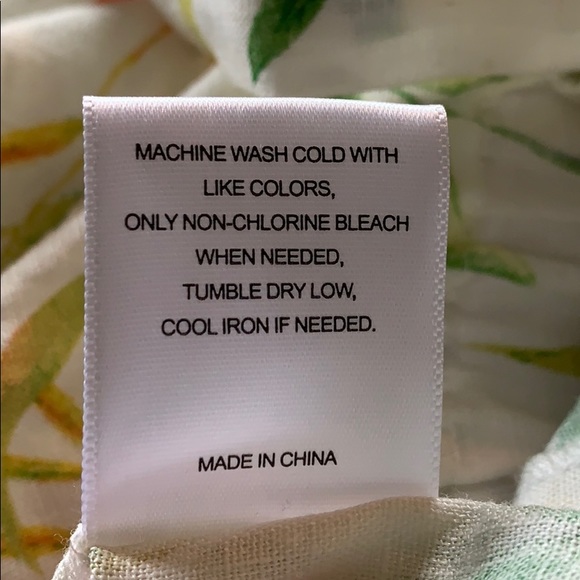 MACHINE WASH COLD WITH
LIKE COLORS,
ONLY NON-CHLORINE BLEACH
WHEN NEEDED,
TUMBLE DRY LOW,
COOL IRON IF NEEDED.
MADE IN CHINA